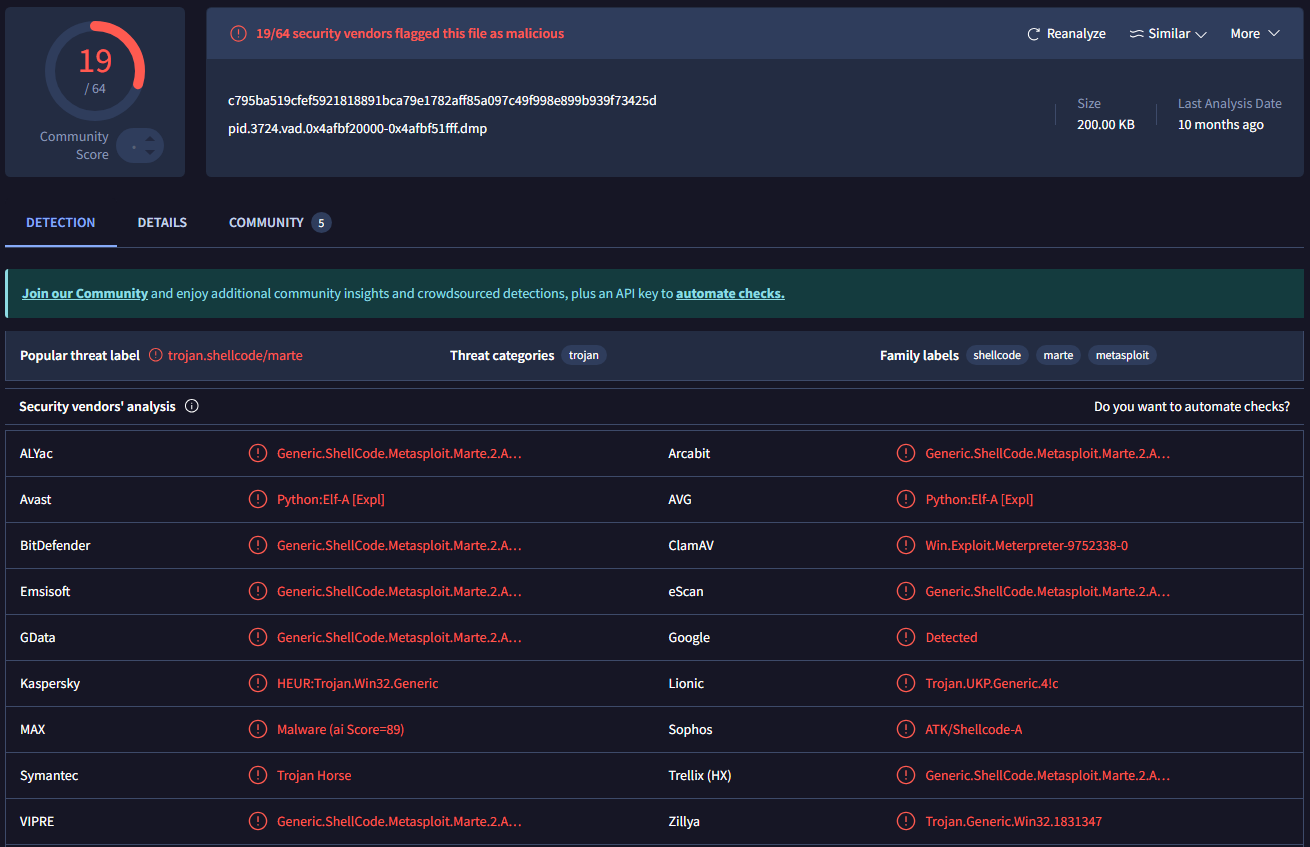 19
/ 64
Community
Score
19/64 security vendors flagged this file as malicious
Reanalyze
Similar
More
c795ba519cfef5921818891bca79e1782aff85a097c49f998e899b939f73425d
pid.3724.vad.0x4afbf20000-0x4afbf51fff.dmp
Size
200.00 KB
Last Analysis Date
10 months ago
DETECTION DETAILS COMMUNITY 5
Join our Community and enjoy additional community insights and crowdsourced detections, plus an API key to automate checks.
Popular threat label trojan.shellcode/marte Threat categories trojan Family labels shellcode marte metasploit
Security vendors' analysis Do you want to automate checks?
ALYac Generic.ShellCode.Metasploit.Marte.2.A... Arcabit Generic.ShellCode.Metasploit.Marte.2.A...
Avast Python:Elf-A [Expl] AVG Python:Elf-A [Expl]
BitDefender Generic.ShellCode.Metasploit.Marte.2.A... ClamAV Win.Exploit.Meterpreter-9752338-0
Emsisoft Generic.ShellCode.Metasploit.Marte.2.A... eScan Generic.ShellCode.Metasploit.Marte.2.A...
GData Generic.ShellCode.Metasploit.Marte.2.A... Google Detected
Kaspersky HEUR:Trojan.Win32.Generic Lionic Trojan.UKP.Generic.4!c
MAX Malware (ai Score=89) Sophos ATK/Shellcode-A
Symantec Trojan Horse Trellix (HX) Generic.ShellCode.Metasploit.Marte.2.A...
VIPRE Generic.ShellCode.Metasploit.Marte.2.A... Zillya Trojan.Generic.Win32.1831347